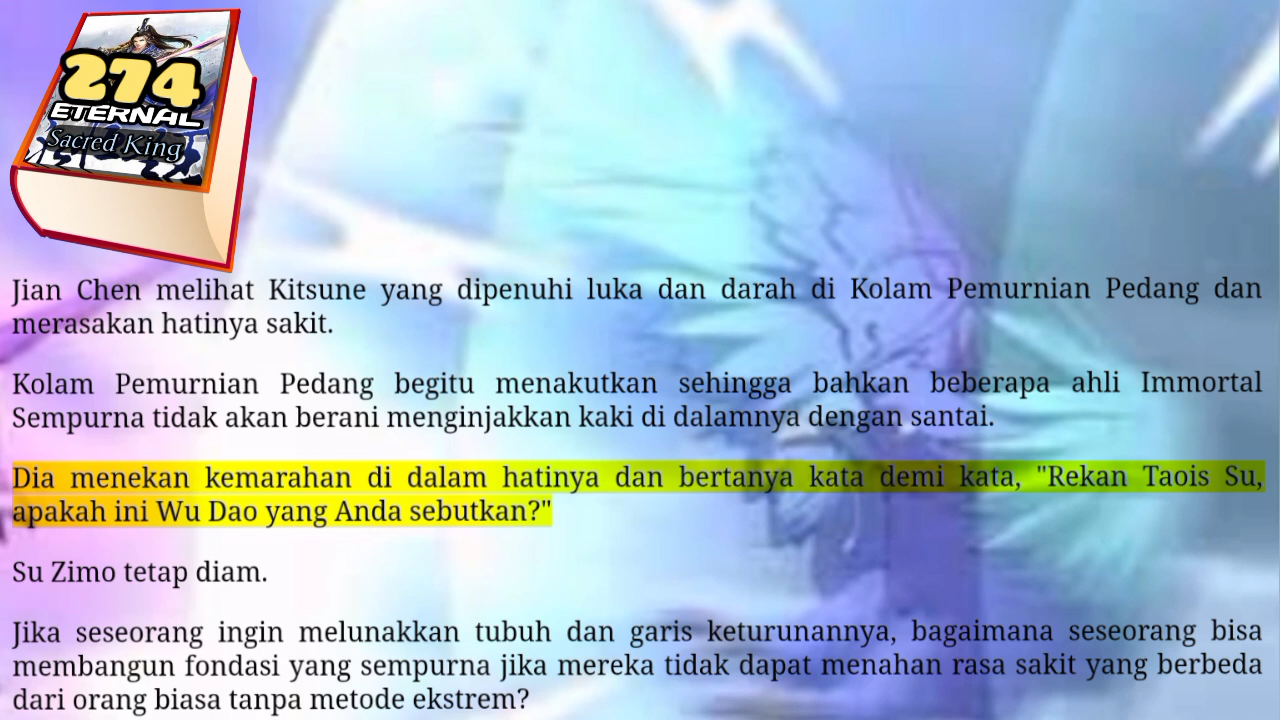 274
ETERNAL
Sacred King
Jian Chen melihat Kitsune yang dipenuhi luka dan darah di Kolam Pemurnian Pedang dan
merasakan hatinya sakit.
Kolam Pemurnian Pedang begitu menakutkan sehingga bahkan beberapa ahli Immortal
Sempurna tidak akan berani menginjakkan kaki di dalamnya dengan santai.
Dia menekan kemarahan di dalam hatinya dan bertanya kata demi kata, "Rekan Taois Su,
apakah ini Wu Dao yang Anda sebutkan?"
Su Zimo tetap diam.
Jika seseorang ingin melunakkan tubuh dan garis keturunannya, bagaimana seseorang bisa
membangun fondasi yang sempurna jika mereka tidak dapat menahan rasa sakit yang berbeda
dari orang biasa tanpa metode ekstrem?